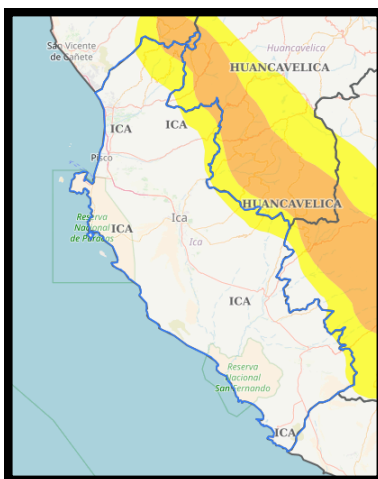 San Vicente
de Cañete
Huancavelica
HUANCAVELICA
ICA
ICA
Pisco
HUANCAVELICA
Reserva
Nacional
de Paracas
Ica
ICA
Ica
ICA
Reserva
Nacional
San Fernando
ICA